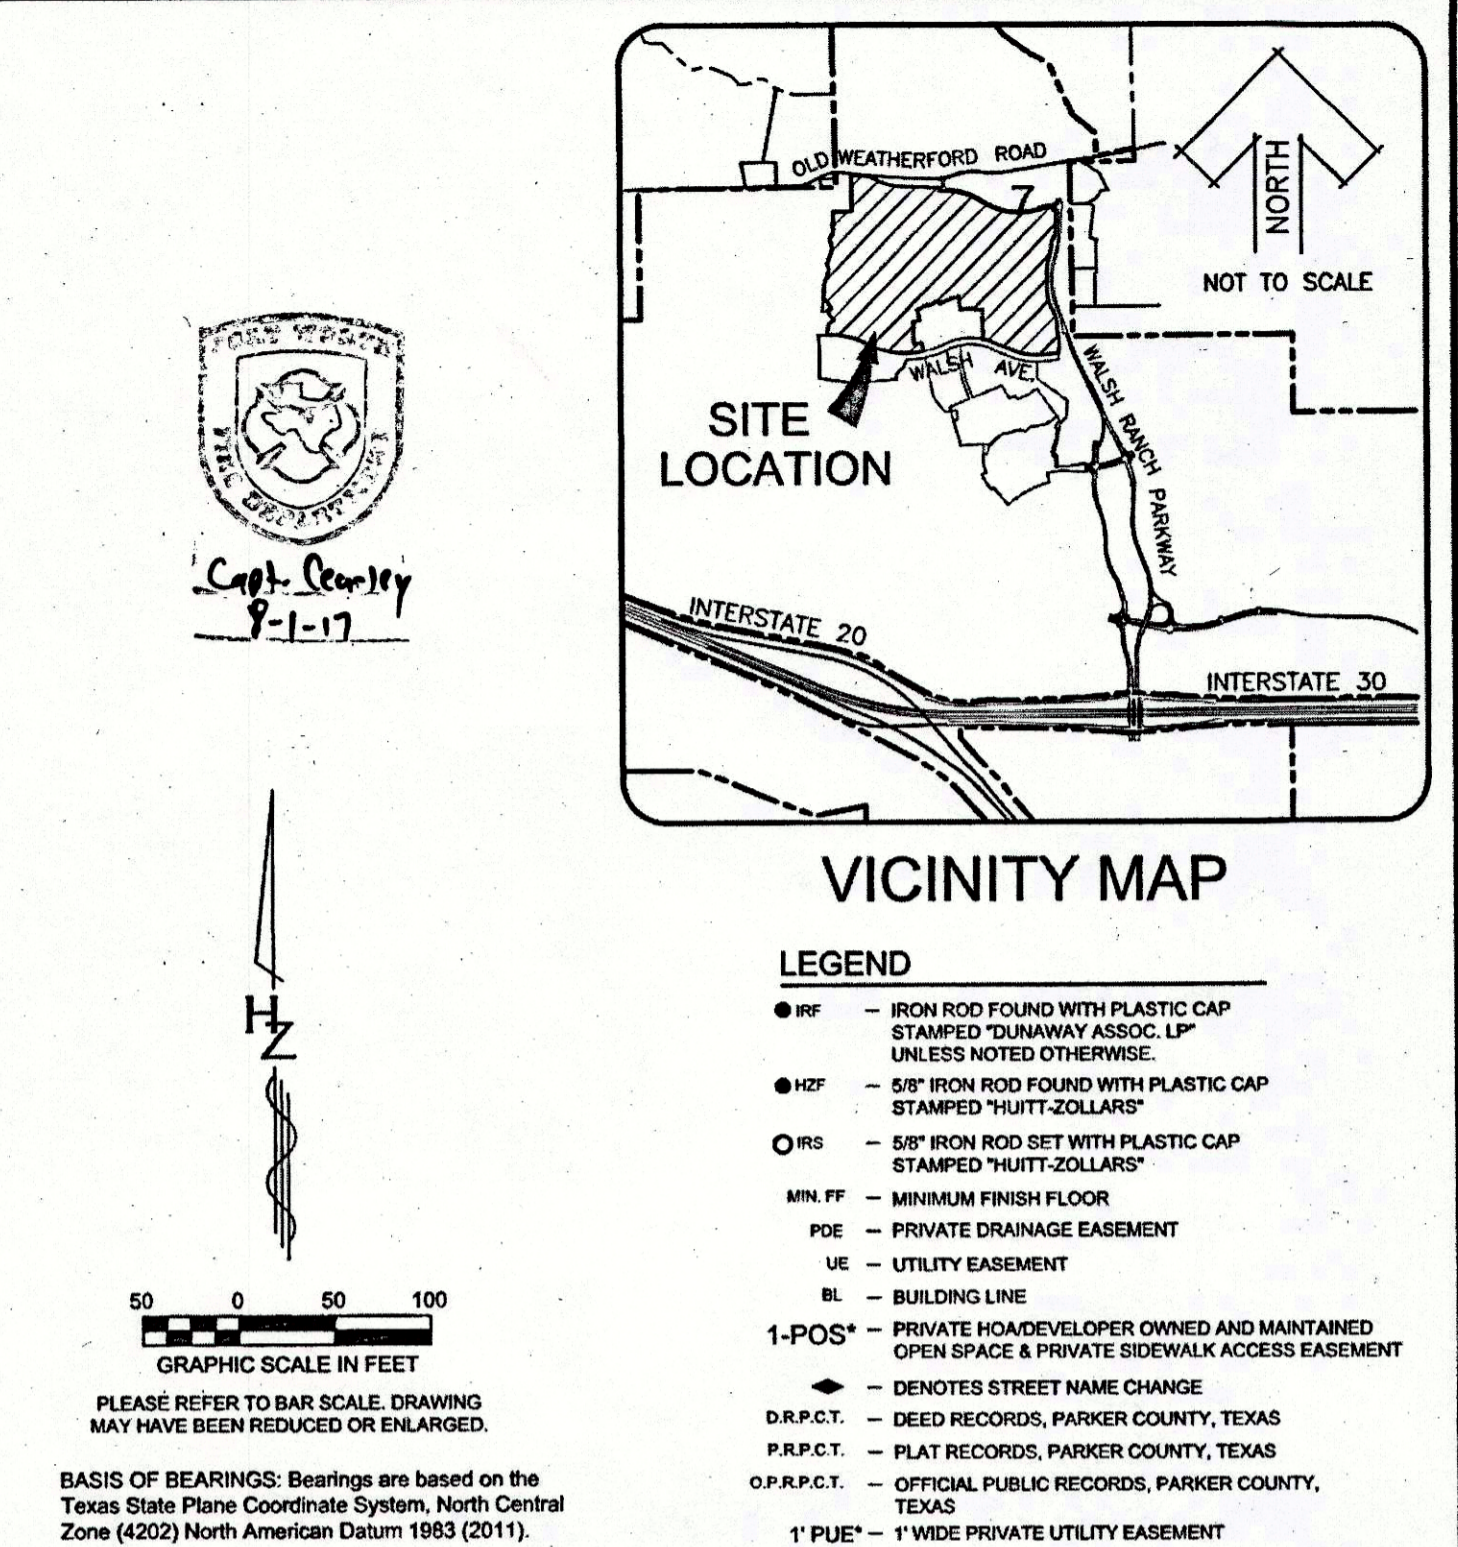 OLD WEATHERFORD ROAD
7
NORTH
NOT TO SCALE
WALSH AVE.
WALSH RANCH PARKWAY
SITE
LOCATION
INTERSTATE 20
INTERSTATE 30
VICINITY MAP
FORT WORTH
FIRE DEPARTMENT
Capt.
8-1-17
HZ
50 0 50 100
GRAPHIC SCALE IN FEET
PLEASE REFER TO BAR SCALE. DRAWING
MAY HAVE BEEN REDUCED OR ENLARGED.
BASIS OF BEARINGS: Bearings are based on the
Texas State Plane Coordinate System, North Central
Zone (4202) North American Datum 1983 (2011).
LEGEND
IRF – IRON ROD FOUND WITH PLASTIC CAP
STAMPED "DUNAWAY ASSOC. LP"
UNLESS NOTED OTHERWISE.
HZF – 5/8" IRON ROD FOUND WITH PLASTIC CAP
STAMPED "HUITT-ZOLLARS"
IRS – 5/8" IRON ROD SET WITH PLASTIC CAP
STAMPED "HUITT-ZOLLARS"
MIN. FF – MINIMUM FINISH FLOOR
PDE – PRIVATE DRAINAGE EASEMENT
UE – UTILITY EASEMENT
BL – BUILDING LINE
1-POS* – PRIVATE HOA/DEVELOPER OWNED AND MAINTAINED
OPEN SPACE & PRIVATE SIDEWALK ACCESS EASEMENT
– DENOTES STREET NAME CHANGE
D.R.P.C.T. – DEED RECORDS, PARKER COUNTY, TEXAS
P.R.P.C.T. – PLAT RECORDS, PARKER COUNTY, TEXAS
O.P.R.P.C.T. – OFFICIAL PUBLIC RECORDS, PARKER COUNTY,
TEXAS
1' PUE* – 1' WIDE PRIVATE UTILITY EASEMENT